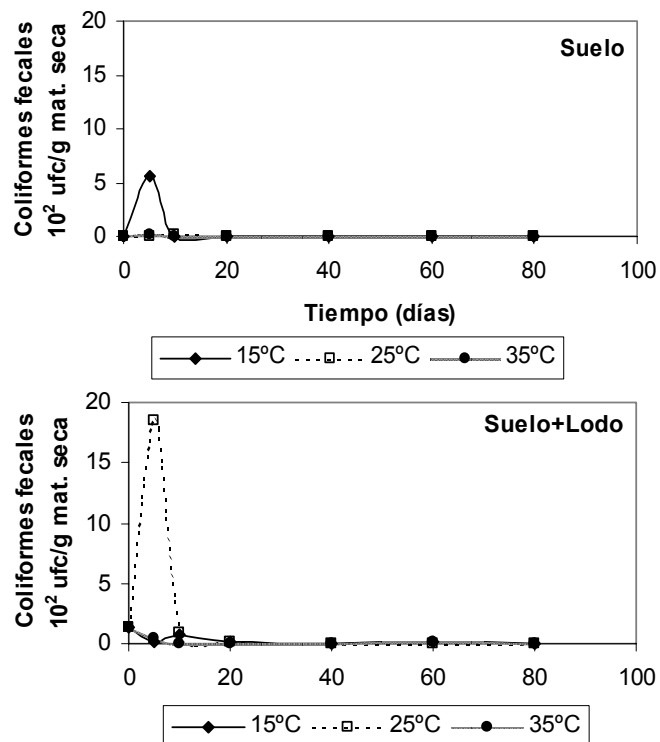 Coliformes fecales
10² ufc/g mat. seca
20
15
10
5
0
Suelo
0 20 40 60 80 100
Tiempo (días)
15ºC 25ºC 35ºC
Coliformes fecales
10² ufc/g mat. seca
20
15
10
5
0
Suelo+Lodo
0 20 40 60 80 100
15ºC 25ºC 35ºC